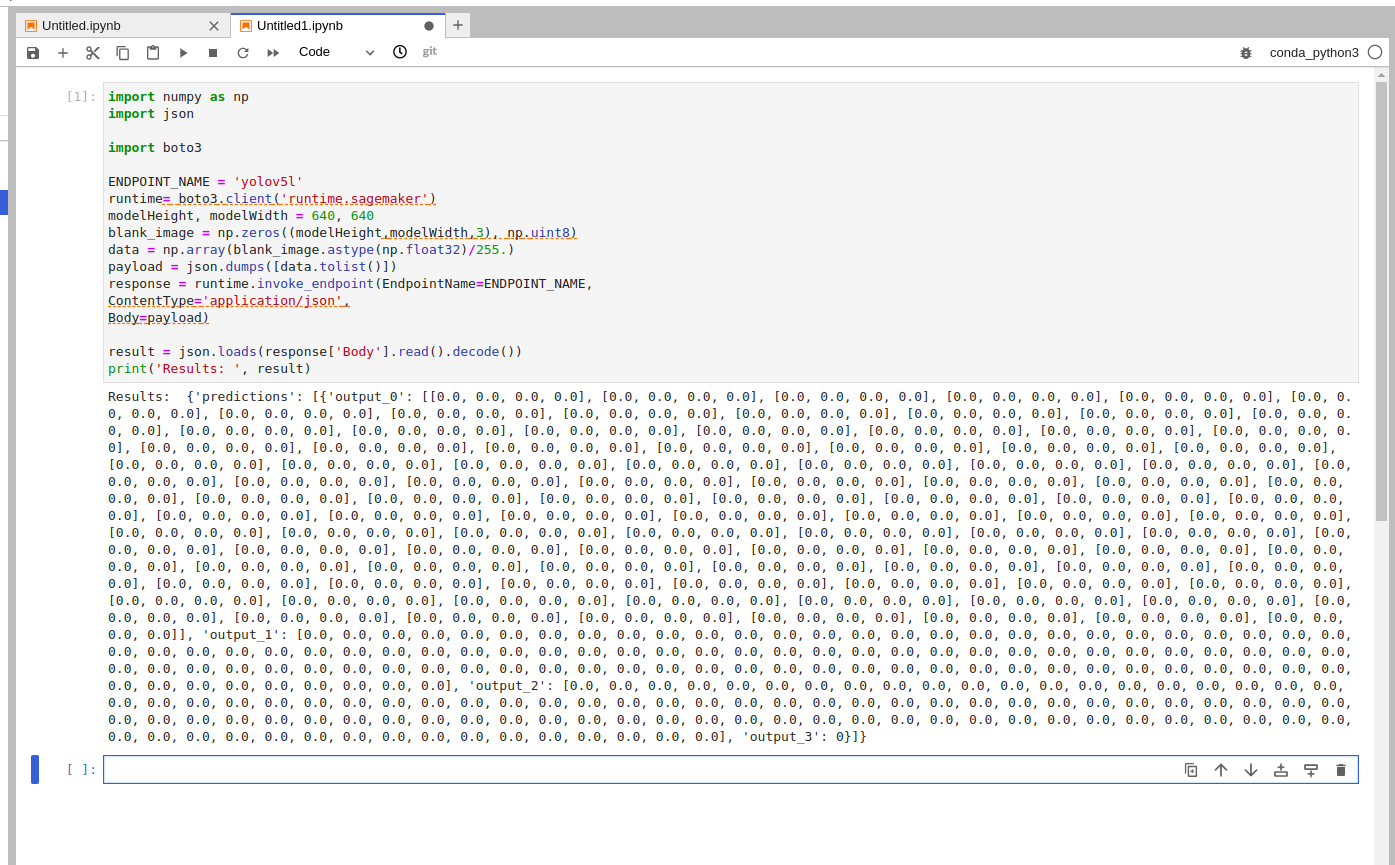 Untitled.ipynb
Untitled1.ipynb
Code
git
conda_python3
[1]:
import numpy as np
import json
import boto3
ENDPOINT_NAME = 'yolov5l'
runtime= boto3.client('runtime.sagemaker')
modelHeight, modelWidth = 640, 640
blank_image = np.zeros((modelHeight,modelWidth,3), np.uint8)
data = np.array(blank_image.astype(np.float32)/255.)
payload = json.dumps([data.tolist()])
response = runtime.invoke_endpoint(EndpointName=ENDPOINT_NAME,
ContentType='application/json',
Body=payload)
result = json.loads(response['Body'].read().decode())
print('Results: ', result)
Results:  {'predictions': [{'output_0': [[0.0, 0.0, 0.0, 0.0], [0.0, 0.0, 0.0, 0.0], [0.0, 0.0, 0.0, 0.0], [0.0, 0.0, 0.0, 0.0], [0.0, 0.0, 0.0, 0.0], [0.0, 0.
0, 0.0, 0.0], [0.0, 0.0, 0.0, 0.0], [0.0, 0.0, 0.0, 0.0], [0.0, 0.0, 0.0, 0.0], [0.0, 0.0, 0.0, 0.0], [0.0, 0.0, 0.0, 0.0], [0.0, 0.0, 0.0, 0.0], [0.0, 0.0, 0.
0, 0.0], [0.0, 0.0, 0.0, 0.0], [0.0, 0.0, 0.0, 0.0], [0.0, 0.0, 0.0, 0.0], [0.0, 0.0, 0.0, 0.0], [0.0, 0.0, 0.0, 0.0], [0.0, 0.0, 0.0, 0.0], [0.0, 0.0, 0.0, 0.
0], [0.0, 0.0, 0.0, 0.0], [0.0, 0.0, 0.0, 0.0], [0.0, 0.0, 0.0, 0.0], [0.0, 0.0, 0.0, 0.0], [0.0, 0.0, 0.0, 0.0], [0.0, 0.0, 0.0, 0.0], [0.0, 0.0, 0.0, 0.0],
[0.0, 0.0, 0.0, 0.0], [0.0, 0.0, 0.0, 0.0], [0.0, 0.0, 0.0, 0.0], [0.0, 0.0, 0.0, 0.0], [0.0, 0.0, 0.0, 0.0], [0.0, 0.0, 0.0, 0.0], [0.0, 0.0, 0.0, 0.0], [0.0,
0.0, 0.0, 0.0], [0.0, 0.0, 0.0, 0.0], [0.0, 0.0, 0.0, 0.0], [0.0, 0.0, 0.0, 0.0], [0.0, 0.0, 0.0, 0.0], [0.0, 0.0, 0.0, 0.0], [0.0, 0.0, 0.0, 0.0], [0.0, 0.0,
0.0, 0.0], [0.0, 0.0, 0.0, 0.0], [0.0, 0.0, 0.0, 0.0], [0.0, 0.0, 0.0, 0.0], [0.0, 0.0, 0.0, 0.0], [0.0, 0.0, 0.0, 0.0], [0.0, 0.0, 0.0, 0.0], [0.0, 0.0, 0.0,
0.0], [0.0, 0.0, 0.0, 0.0], [0.0, 0.0, 0.0, 0.0], [0.0, 0.0, 0.0, 0.0], [0.0, 0.0, 0.0, 0.0], [0.0, 0.0, 0.0, 0.0], [0.0, 0.0, 0.0, 0.0], [0.0, 0.0, 0.0, 0.0],
[0.0, 0.0, 0.0, 0.0], [0.0, 0.0, 0.0, 0.0], [0.0, 0.0, 0.0, 0.0], [0.0, 0.0, 0.0, 0.0], [0.0, 0.0, 0.0, 0.0], [0.0, 0.0, 0.0, 0.0], [0.0, 0.0, 0.0, 0.0], [0.0,
0.0, 0.0, 0.0], [0.0, 0.0, 0.0, 0.0], [0.0, 0.0, 0.0, 0.0], [0.0, 0.0, 0.0, 0.0], [0.0, 0.0, 0.0, 0.0], [0.0, 0.0, 0.0, 0.0], [0.0, 0.0, 0.0, 0.0], [0.0, 0.0,
0.0, 0.0], [0.0, 0.0, 0.0, 0.0], [0.0, 0.0, 0.0, 0.0], [0.0, 0.0, 0.0, 0.0], [0.0, 0.0, 0.0, 0.0], [0.0, 0.0, 0.0, 0.0], [0.0, 0.0, 0.0, 0.0], [0.0, 0.0, 0.0,
0.0], [0.0, 0.0, 0.0, 0.0], [0.0, 0.0, 0.0, 0.0], [0.0, 0.0, 0.0, 0.0], [0.0, 0.0, 0.0, 0.0], [0.0, 0.0, 0.0, 0.0], [0.0, 0.0, 0.0, 0.0], [0.0, 0.0, 0.0, 0.0],
[0.0, 0.0, 0.0, 0.0], [0.0, 0.0, 0.0, 0.0], [0.0, 0.0, 0.0, 0.0], [0.0, 0.0, 0.0, 0.0], [0.0, 0.0, 0.0, 0.0], [0.0, 0.0, 0.0, 0.0], [0.0, 0.0, 0.0, 0.0], [0.0,
0.0, 0.0, 0.0], [0.0, 0.0, 0.0, 0.0], [0.0, 0.0, 0.0, 0.0], [0.0, 0.0, 0.0, 0.0], [0.0, 0.0, 0.0, 0.0], [0.0, 0.0, 0.0, 0.0], [0.0, 0.0, 0.0, 0.0], [0.0, 0.0,
0.0, 0.0]], 'output_1': [0.0, 0.0, 0.0, 0.0, 0.0, 0.0, 0.0, 0.0, 0.0, 0.0, 0.0, 0.0, 0.0, 0.0, 0.0, 0.0, 0.0, 0.0, 0.0, 0.0, 0.0, 0.0, 0.0, 0.0, 0.0, 0.0, 0.0,
0.0, 0.0, 0.0, 0.0, 0.0, 0.0, 0.0, 0.0, 0.0, 0.0, 0.0, 0.0, 0.0, 0.0, 0.0, 0.0, 0.0, 0.0, 0.0, 0.0, 0.0, 0.0, 0.0, 0.0, 0.0, 0.0, 0.0, 0.0, 0.0, 0.0, 0.0, 0.0,
0.0, 0.0, 0.0, 0.0, 0.0, 0.0, 0.0, 0.0, 0.0, 0.0, 0.0, 0.0, 0.0, 0.0, 0.0, 0.0, 0.0, 0.0, 0.0, 0.0, 0.0, 0.0, 0.0, 0.0, 0.0, 0.0, 0.0, 0.0, 0.0, 0.0, 0.0, 0.0,
0.0, 0.0, 0.0, 0.0, 0.0, 0.0, 0.0, 0.0, 0.0], 'output_2': [0.0, 0.0, 0.0, 0.0, 0.0, 0.0, 0.0, 0.0, 0.0, 0.0, 0.0, 0.0, 0.0, 0.0, 0.0, 0.0, 0.0, 0.0, 0.0, 0.0,
0.0, 0.0, 0.0, 0.0, 0.0, 0.0, 0.0, 0.0, 0.0, 0.0, 0.0, 0.0, 0.0, 0.0, 0.0, 0.0, 0.0, 0.0, 0.0, 0.0, 0.0, 0.0, 0.0, 0.0, 0.0, 0.0, 0.0, 0.0, 0.0, 0.0, 0.0, 0.0,
0.0, 0.0, 0.0, 0.0, 0.0, 0.0, 0.0, 0.0, 0.0, 0.0, 0.0, 0.0, 0.0, 0.0, 0.0, 0.0, 0.0, 0.0, 0.0, 0.0, 0.0, 0.0, 0.0, 0.0, 0.0, 0.0, 0.0, 0.0, 0.0, 0.0, 0.0, 0.0,
0.0, 0.0, 0.0, 0.0, 0.0, 0.0, 0.0, 0.0, 0.0, 0.0, 0.0, 0.0, 0.0, 0.0, 0.0, 0.0], 'output_3': 0}]}
[ ]: